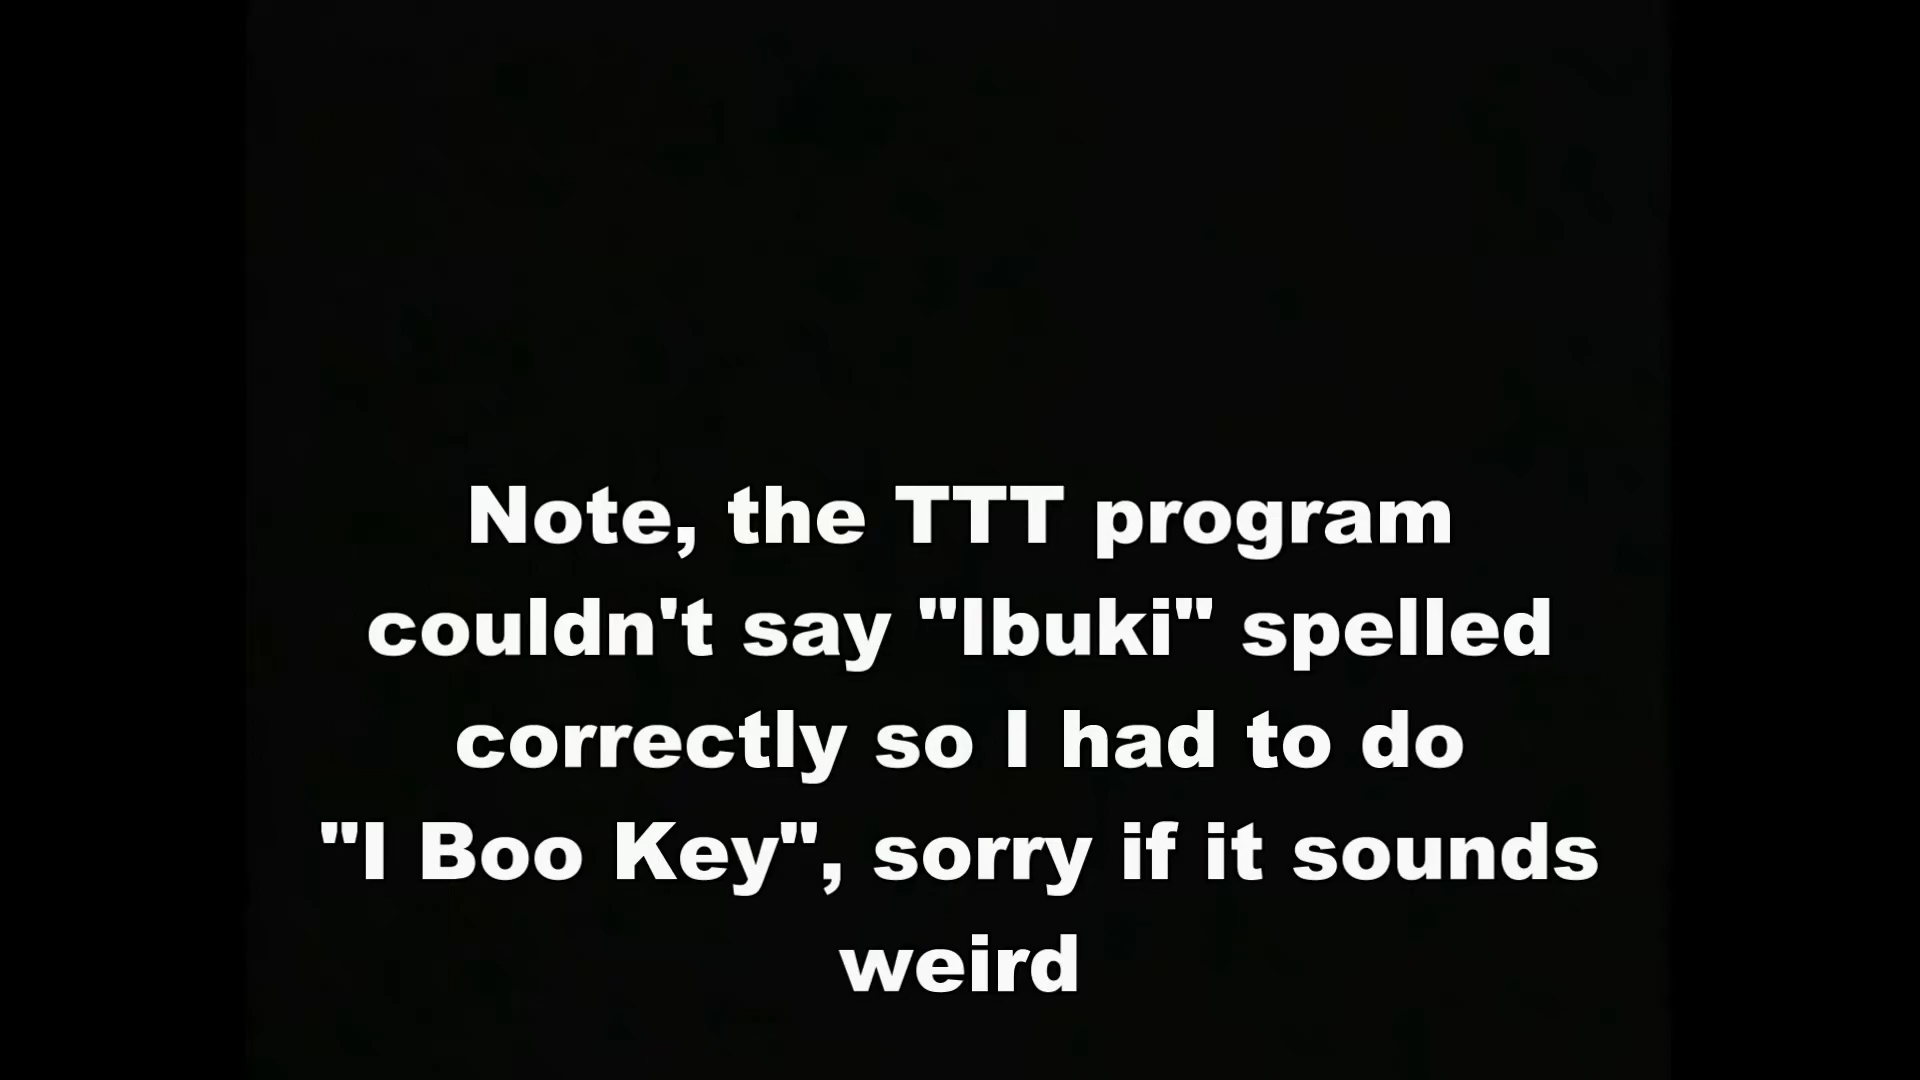 Note, the TTT program
couldn't say "Ibuki" spelled
correctly so I had to do
"I Boo Key", sorry if it sounds
weird